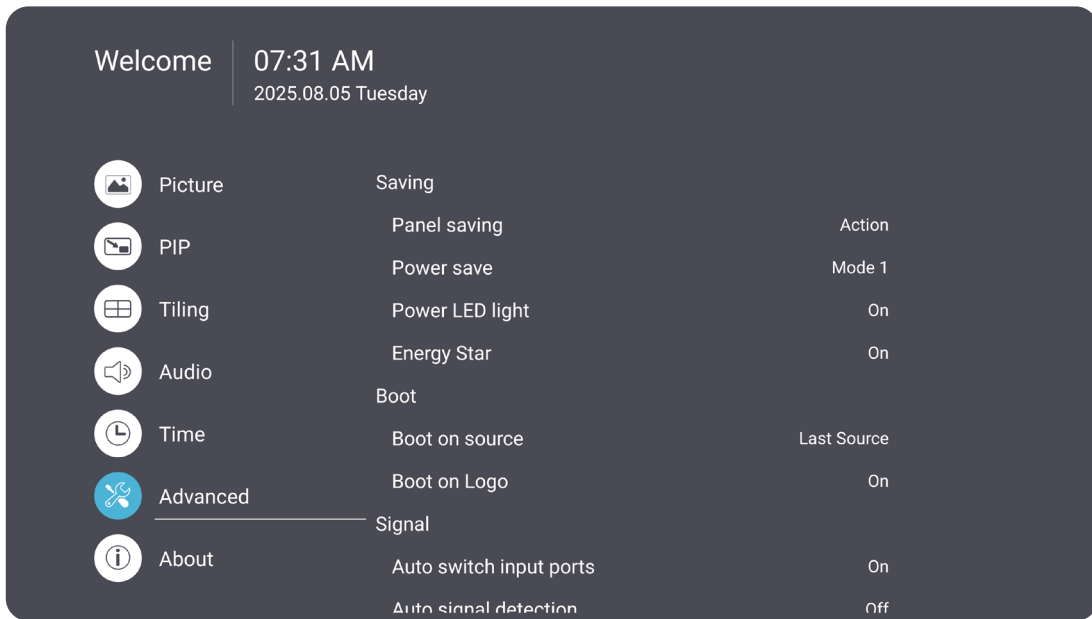 Welcome
07:31 AM
2025.08.05 Tuesday
Picture
PIP
Tiling
Audio
Time
Advanced
About
Saving
Panel saving Action
Power save Mode 1
Power LED light On
Energy Star On
Boot
Boot on source Last Source
Boot on Logo On
Signal
Auto switch input ports On
Auto signal detection Off